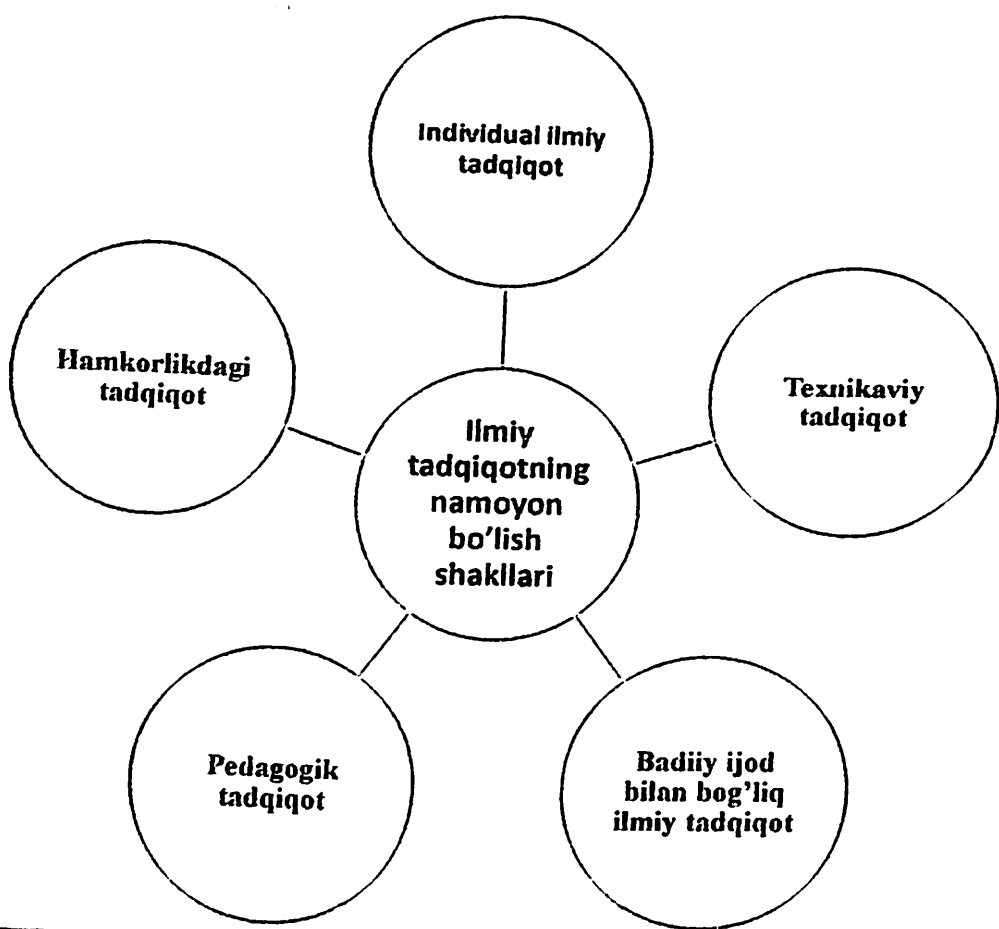 Individual ilmiy
tadqiqot
Hamkorlikdagi
tadqiqot
Texnikaviy
tadqiqot
Ilmiy
tadqiqotning
namoyon
bo'lish
shakllari
Pedagogik
tadqiqot
Badiiy ijod
bilan bog'liq
ilmiy tadqiqot